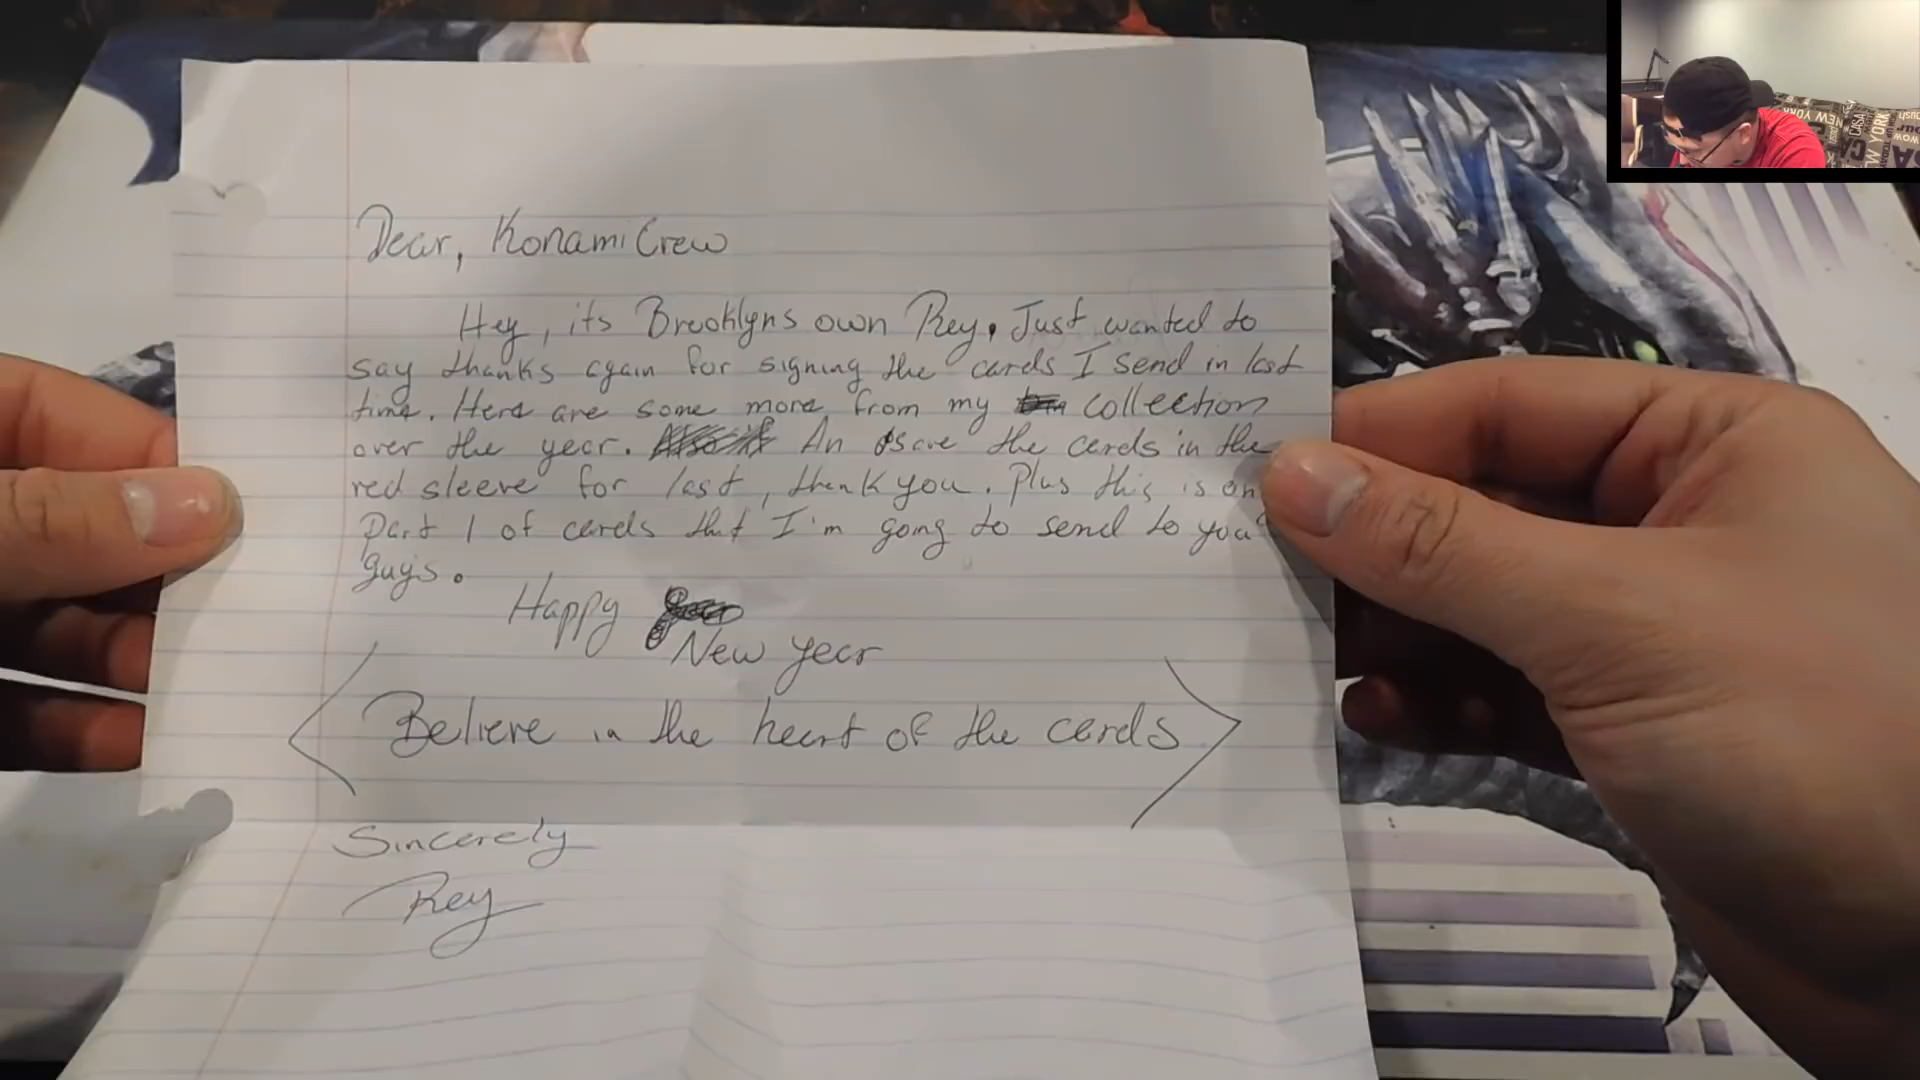 Dear, Konami Crew
Hey, its Brooklyns own Rey. Just wanted to
say thanks again for signing the cards I send in last
time. Here are some more from my collection
over the year. An save the cards in the
red sleeve for last, thank you. Plus this is
Part 1 of cards that I'm going to send to you
guys.
Happy
New year
Believe in the heart of the cards
Sincerely
Rey
NEW YORK
CASA